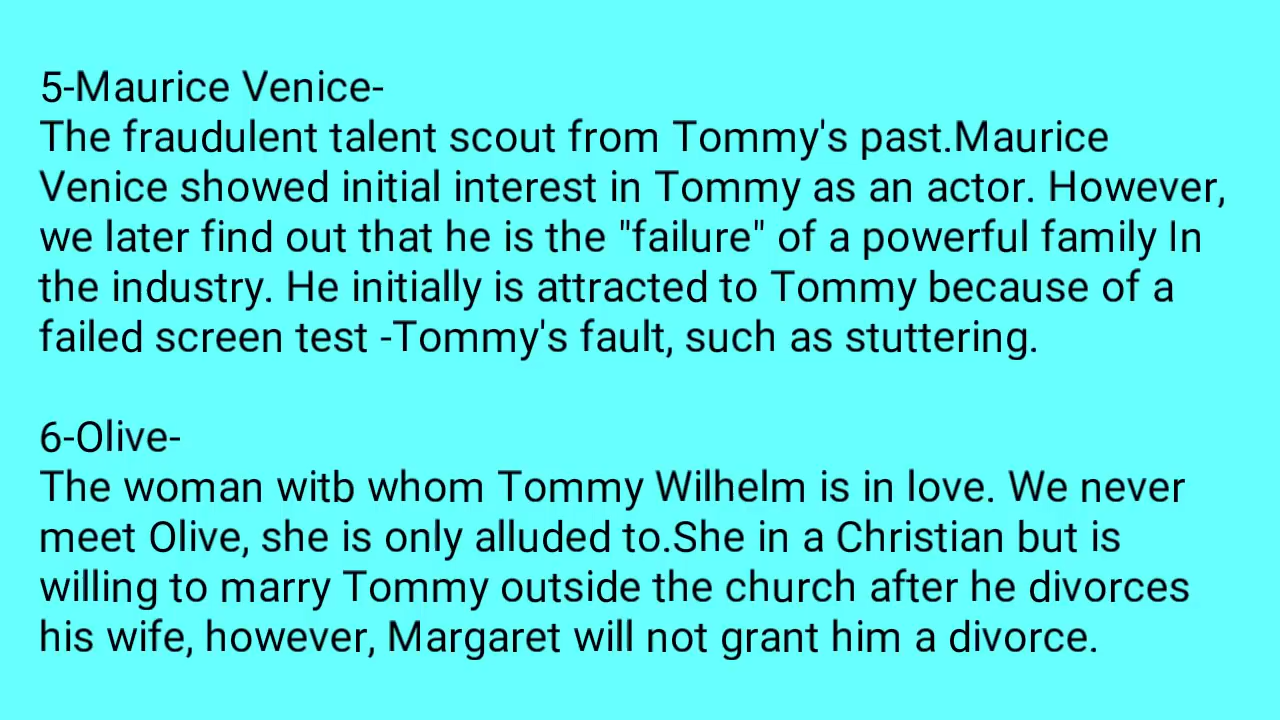 5-Maurice Venice-
The fraudulent talent scout from Tommy's past.Maurice
Venice showed initial interest in Tommy as an actor. However,
we later find out that he is the "failure" of a powerful family In
the industry. He initially is attracted to Tommy because of a
failed screen test -Tommy's fault, such as stuttering.
6-Olive-
The woman witb whom Tommy Wilhelm is in love. We never
meet Olive, she is only alluded to.She in a Christian but is
willing to marry Tommy outside the church after he divorces
his wife, however, Margaret will not grant him a divorce.